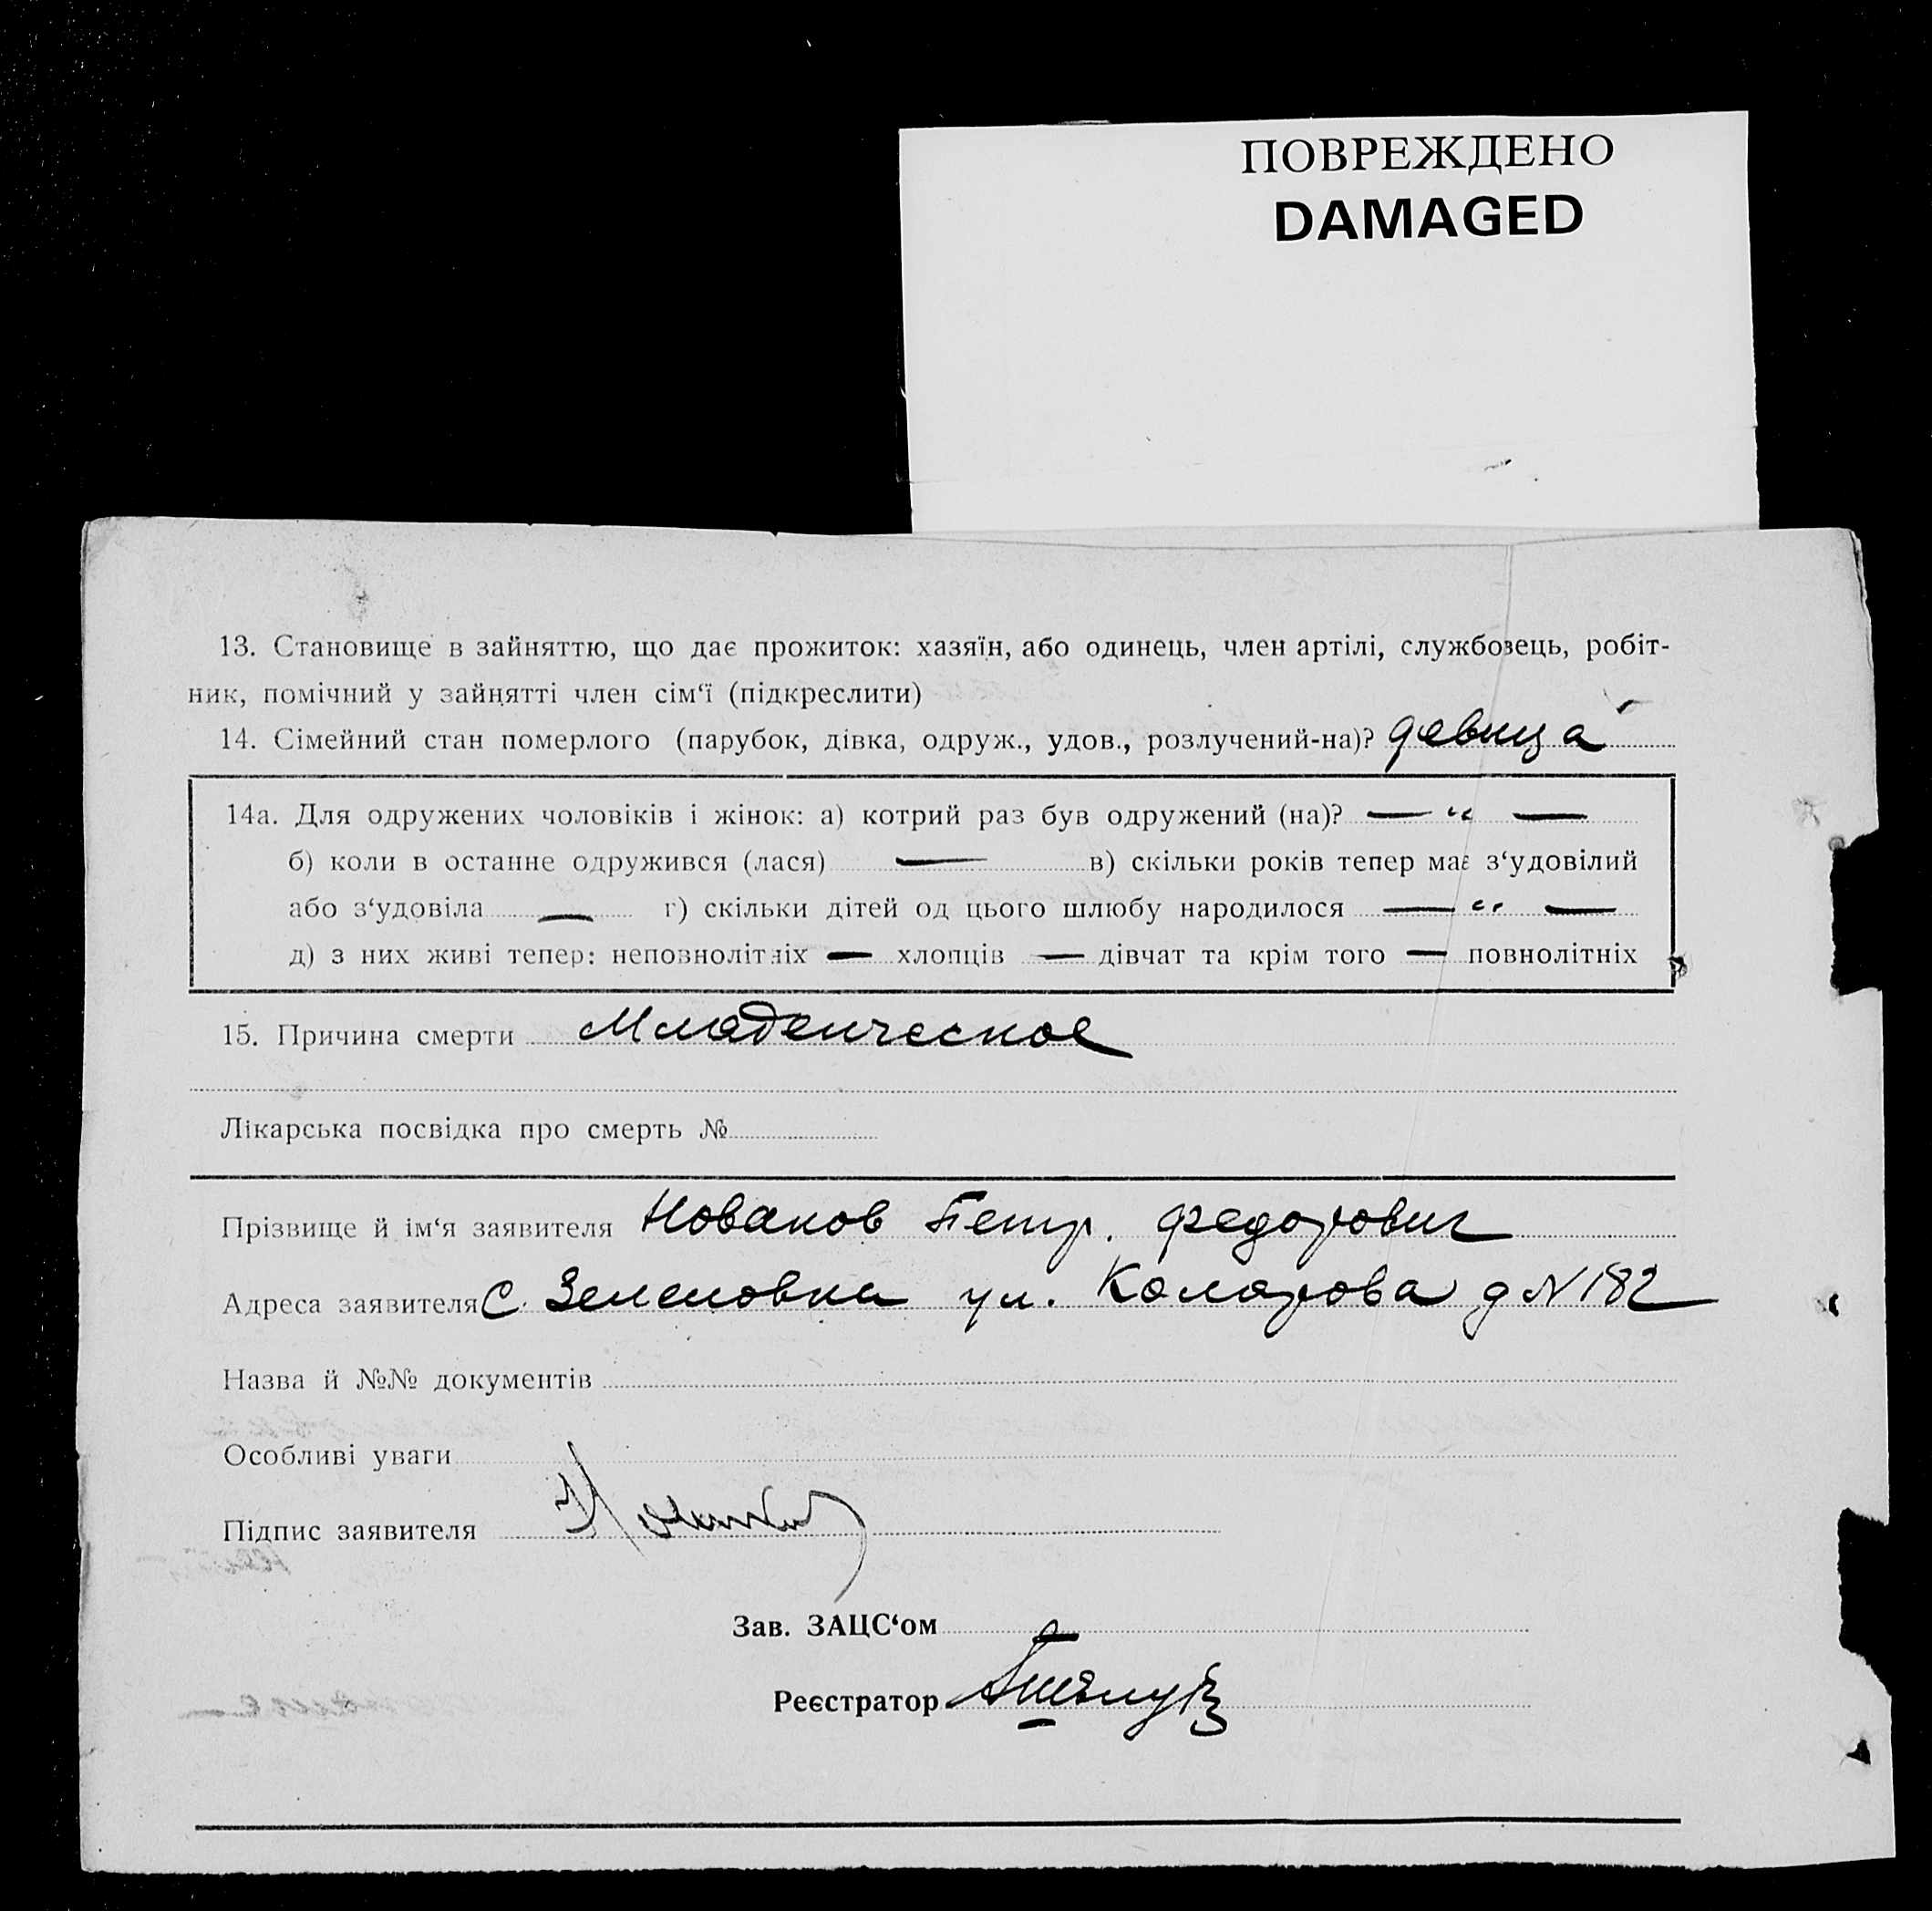 ПОВРЕЖДЕНО
DAMAGED
13. Становище в зайняттю, що дає прожиток: хазяїн, або одинець, член артілі, службовець, робіт-
ник, помічний у зайнятті член сім‘ї (підкреслити)
14. Сімейний стан померлого (парубок, дівка, одруж., удов., розлучений-на)? девица
14а. Для одружених чоловіків і жінок: а) котрий раз був одружений (на)? — “ —
б) коли в останнє одружився (лася) — в) скільки років тепер має з‘удовілий
або з‘удовіла — г) скільки дітей од цього шлюбу народилося — “ —
д) з них живі тепер: неповнолітніх — хлопців — дівчат та крім того — повнолітніх
15. Причина смерти Младенческое
Лікарська посвідка про смерть №
Прізвище й ім‘я заявителя Новаков Петр. Федорович
Адреса заявителя С. Зеленовка ул. Коларова д N 182
Назва й №№ документів
Особливі уваги
Підпис заявителя
Зав. ЗАЦС‘ом
Реєстратор